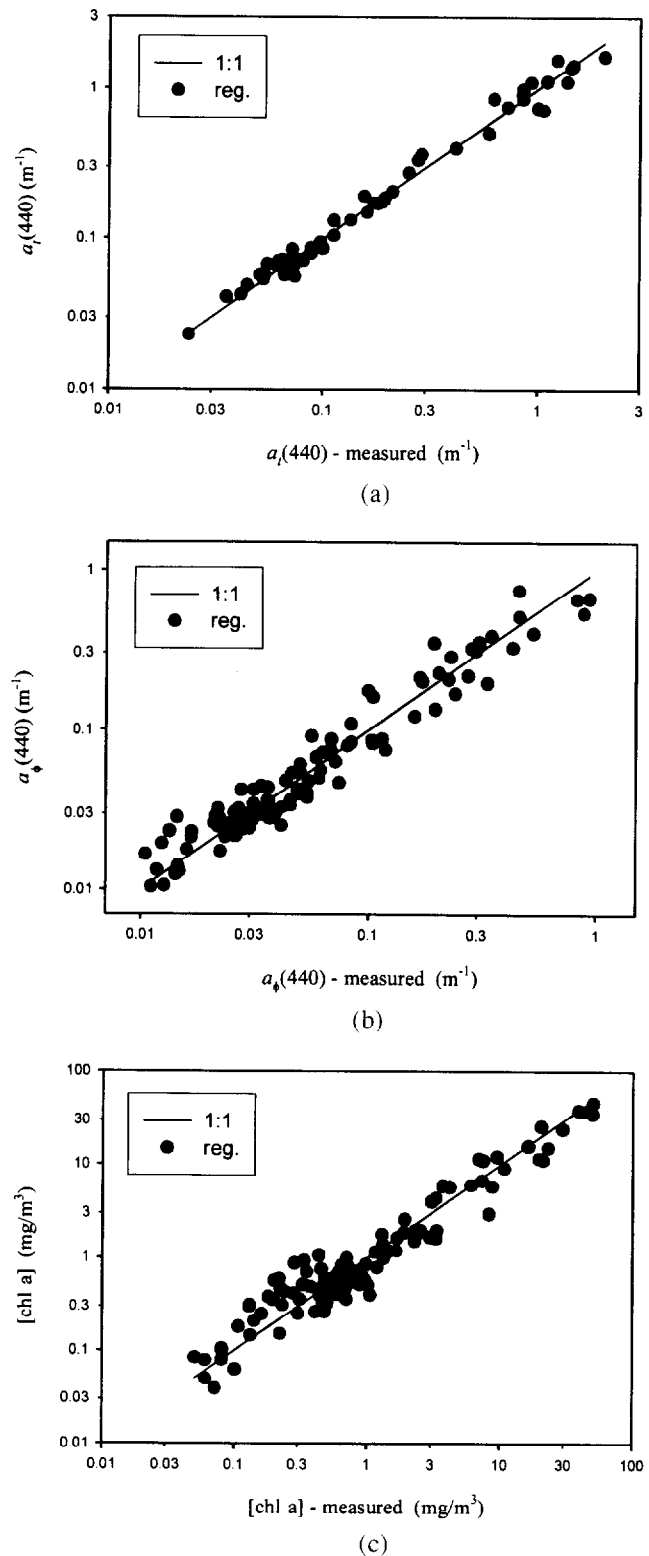 3
1
0.3
0.1
0.03
0.01
1:1
reg.
aₜ(440) (m⁻¹)
0.01 0.03 0.1 0.3 1 3
aₜ(440) - measured (m⁻¹)
(a)
1
0.3
0.1
0.03
0.01
1:1
reg.
a_ϕ(440) (m⁻¹)
0.01 0.03 0.1 0.3 1
a_ϕ(440) - measured (m⁻¹)
(b)
100
30
10
3
1
0.3
0.1
0.03
0.01
1:1
reg.
[chl a] (mg/m³)
0.01 0.03 0.1 0.3 1 3 10 30 100
[chl a] - measured (mg/m³)
(c)